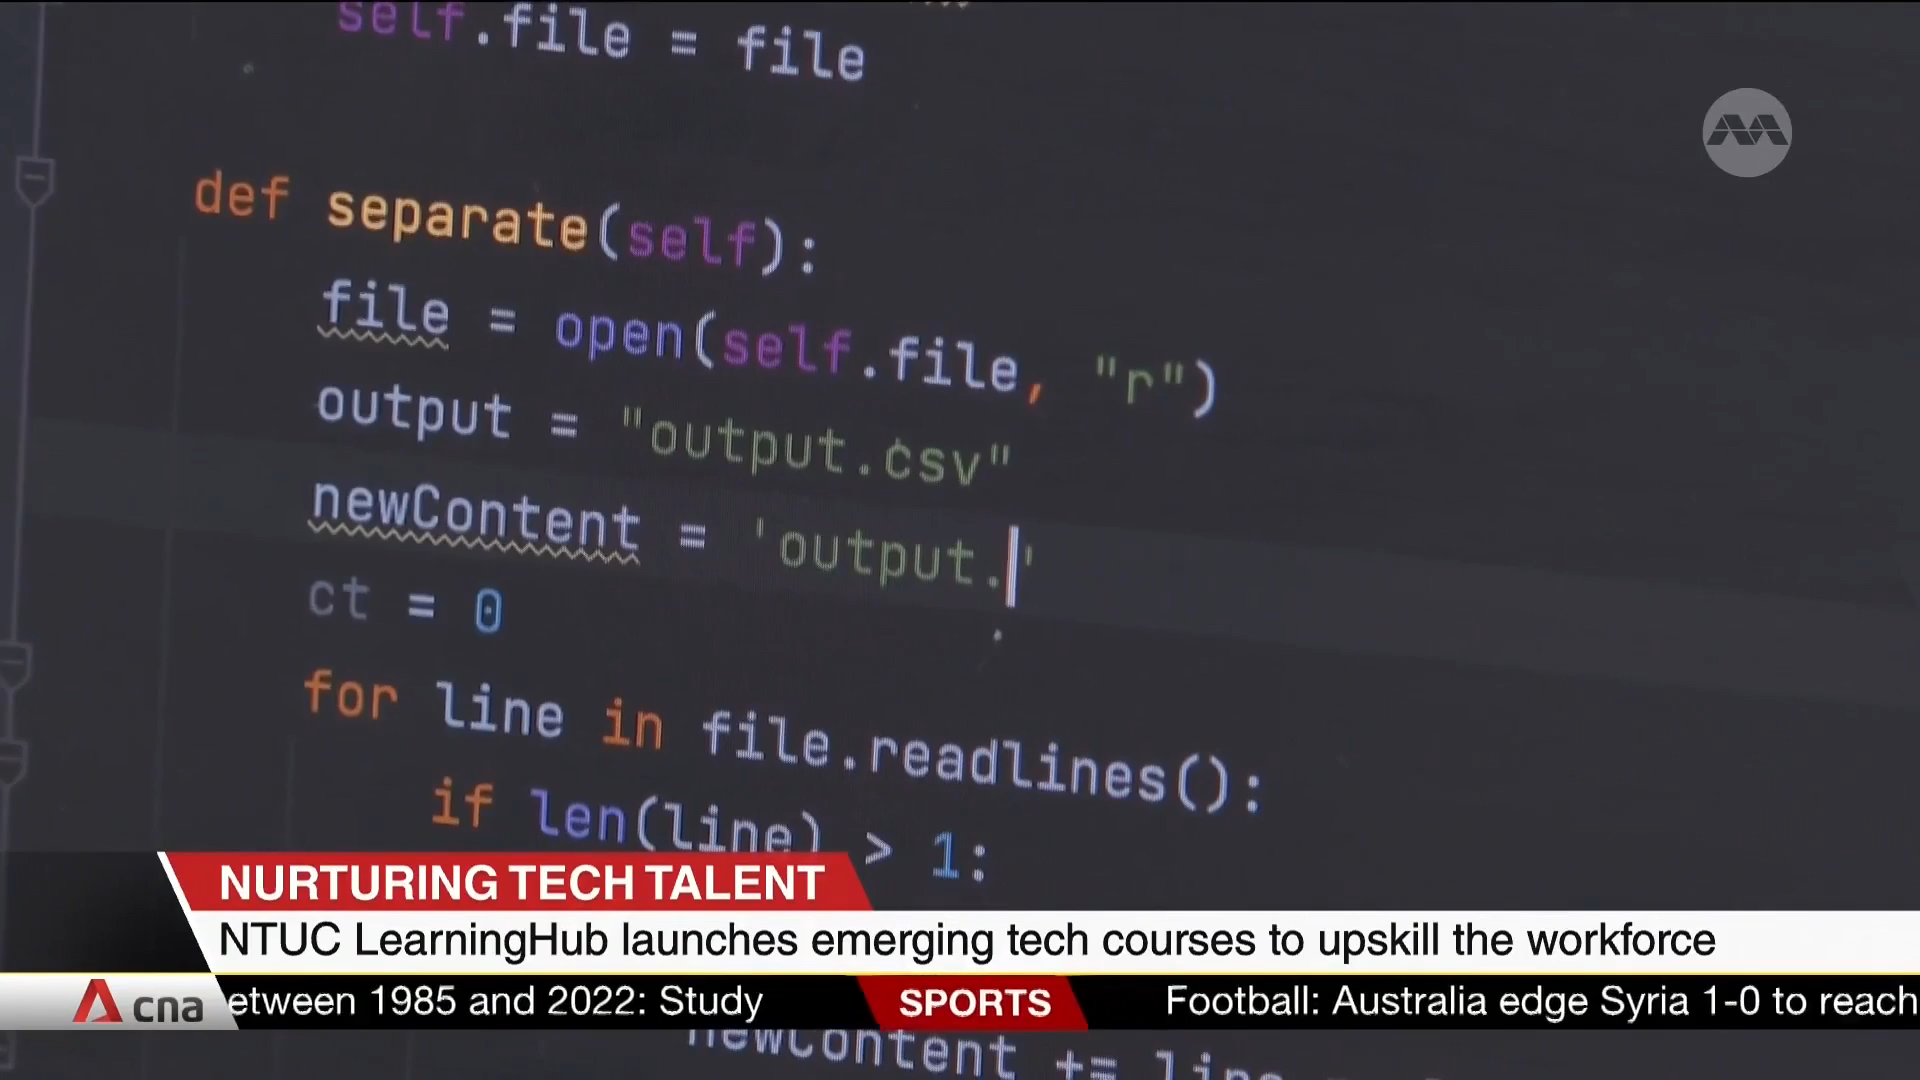 self.file = file
def separate(self):
file = open(self.file, "r")
output = "output.csv"
newContent = 'output.'
ct = 0
for line in file.readlines():
if len(line) > 1:
NURTURING TECH TALENT
NTUC LearningHub launches emerging tech courses to upskill the workforce
cna etween 1985 and 2022: Study SPORTS Football: Australia edge Syria 1-0 to reach
newContent += line